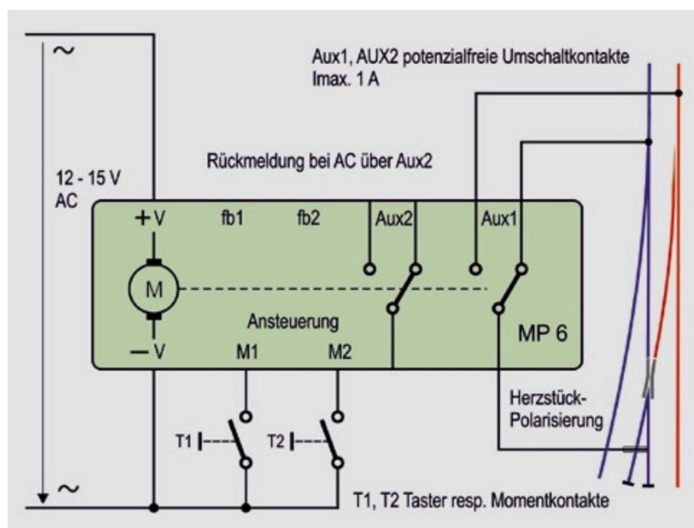 ~
Aux1, AUX2 potenzialfreie Umschaltkontakte
Imax. 1 A
12 - 15 V
AC
Rückmeldung bei AC über Aux2
+ V fb1 fb2 Aux2 Aux1
M
Ansteuerung
MP 6
− V M1 M2
Herzstück-
Polarisierung
T1 T2
~
T1, T2 Taster resp. Momentkontakte